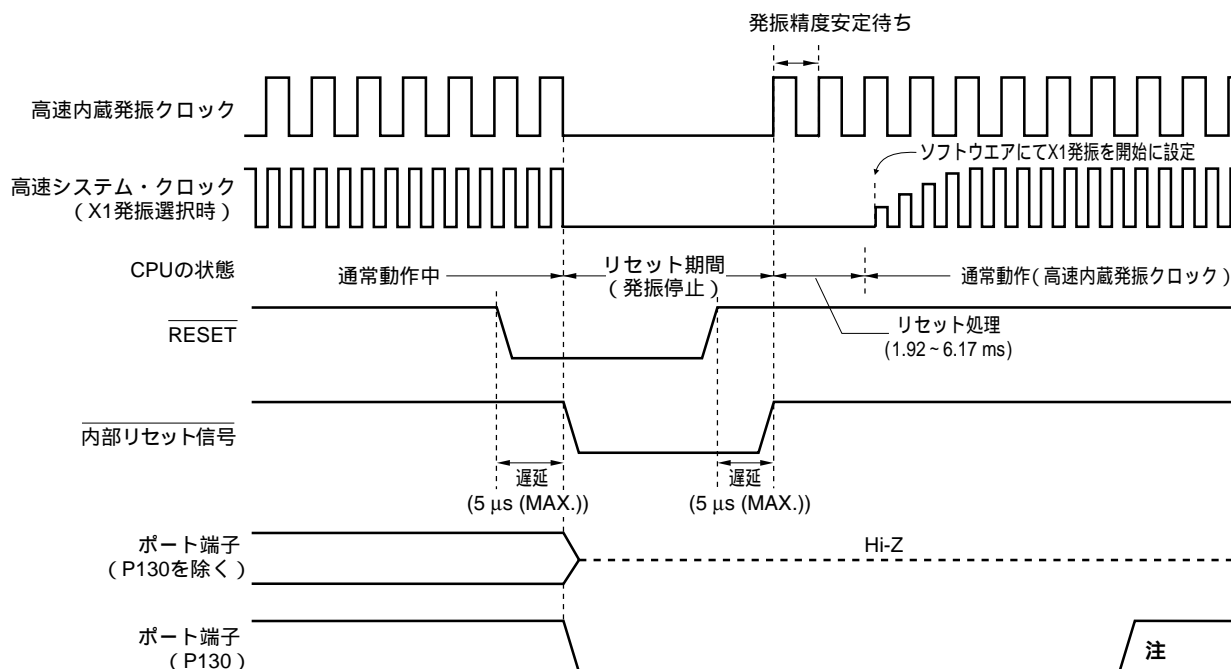 発振精度安定待ち
高速内蔵発振クロック
ソフトウエアにてX1発振を開始に設定
高速システム・クロック
(X1発振選択時)
CPUの状態
通常動作中
リセット期間
(発振停止)
通常動作(高速内蔵発振クロック)
RESET
リセット処理
(1.92~6.17 ms)
内部リセット信号
遅延
(5 μs (MAX.))
遅延
(5 μs (MAX.))
ポート端子
(P130を除く)
Hi-Z
ポート端子
(P130)
注